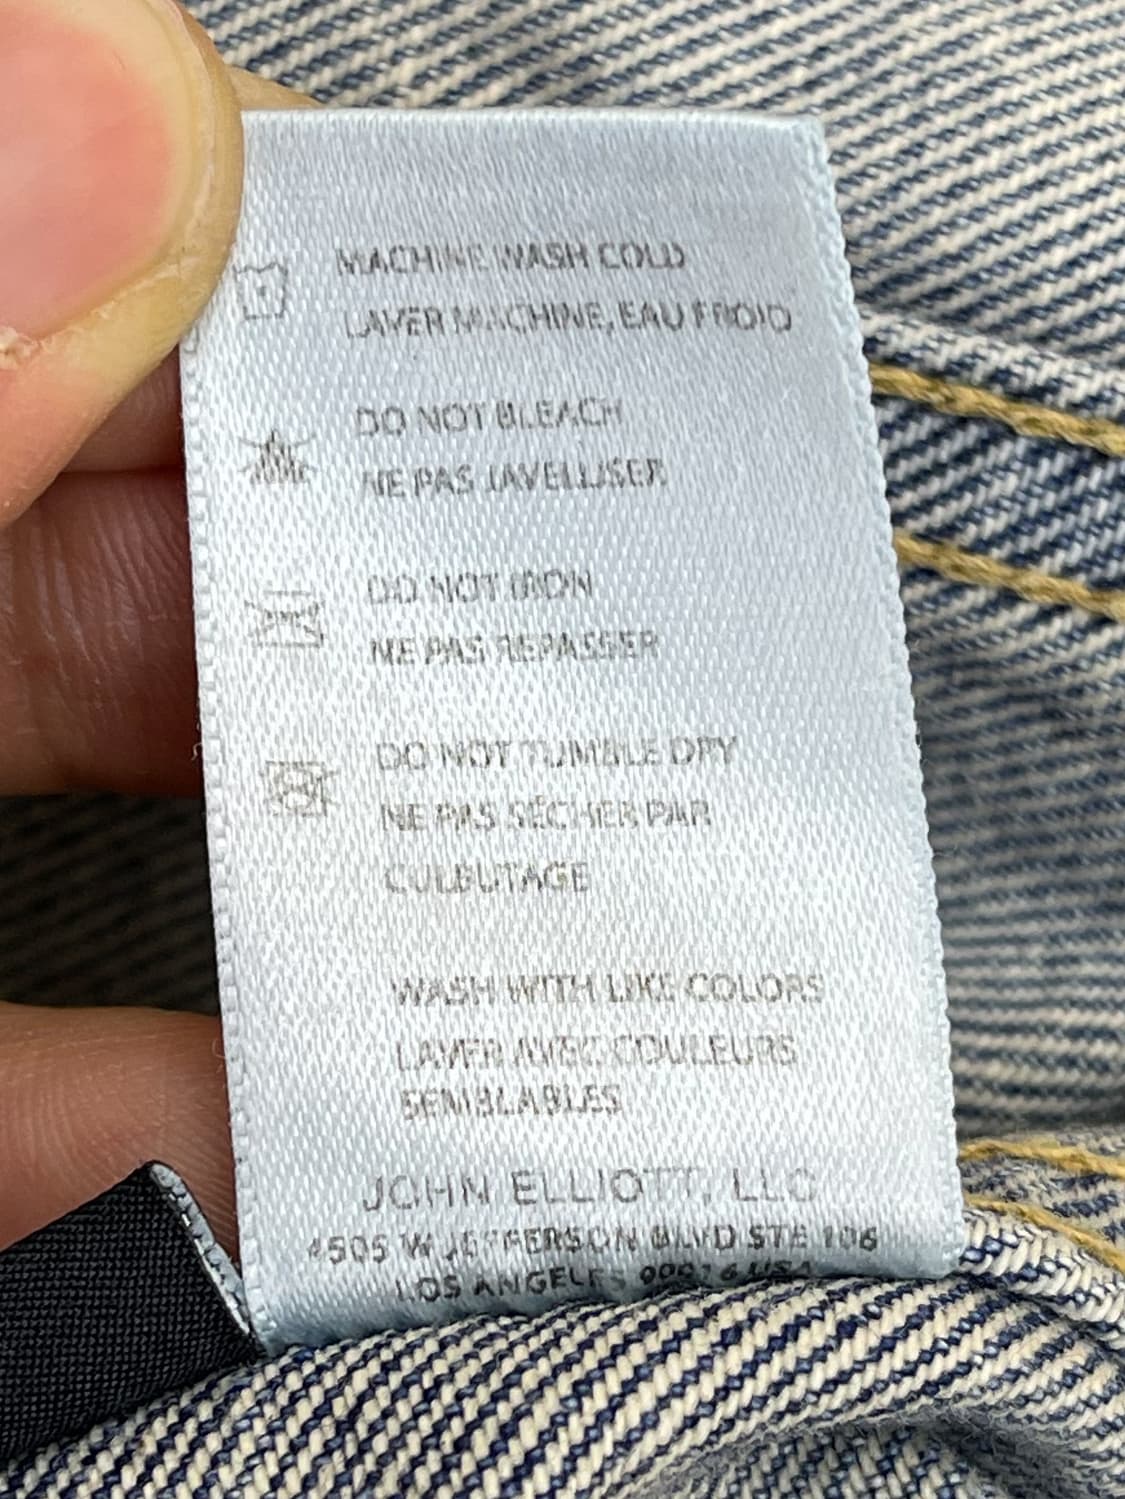 MACHINE WASH COLD
LAVER MACHINE, EAU FROID
DO NOT BLEACH
NE PAS JAVELLISER
DO NOT IRON
NE PAS REPASSER
DO NOT TUMBLE DRY
NE PAS SÉCHER PAR
CULBUTAGE
WASH WITH LIKE COLORS
LAVER AVEC COULEURS
SEMBLABLES
JOHN ELLIOTT, LLC
4505 W JEFFERSON BLVD STE 106
LOS ANGELES 90016 USA